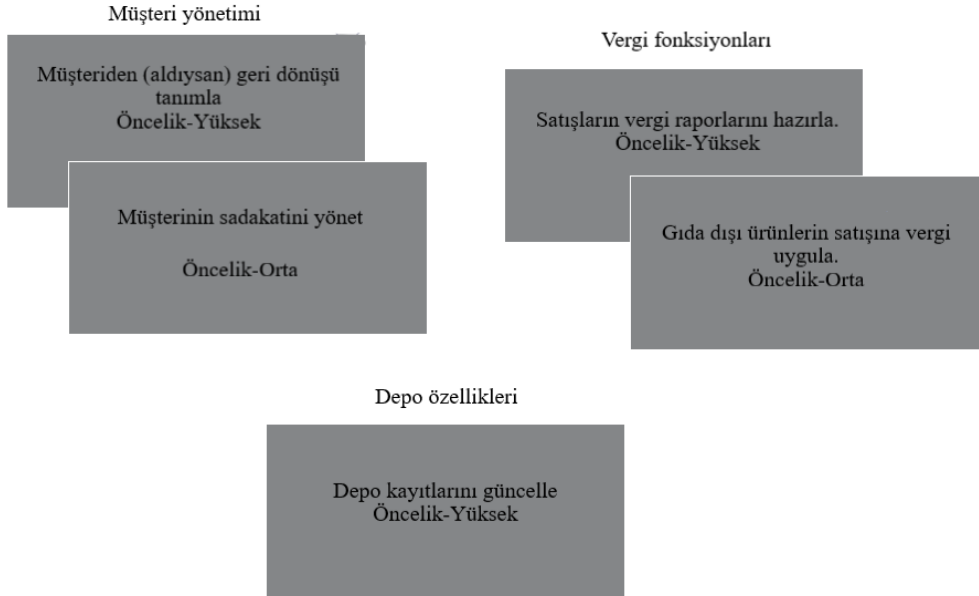 Müşteri yönetimi
Müşteriden (aldıysan) geri dönüşü
tanımla
Öncelik-Yüksek
Müşterinin sadakatini yönet
Öncelik-Orta
Vergi fonksiyonları
Satışların vergi raporlarını hazırla.
Öncelik-Yüksek
Gıda dışı ürünlerin satışına vergi
uygula.
Öncelik-Orta
Depo özellikleri
Depo kayıtlarını güncelle
Öncelik-Yüksek